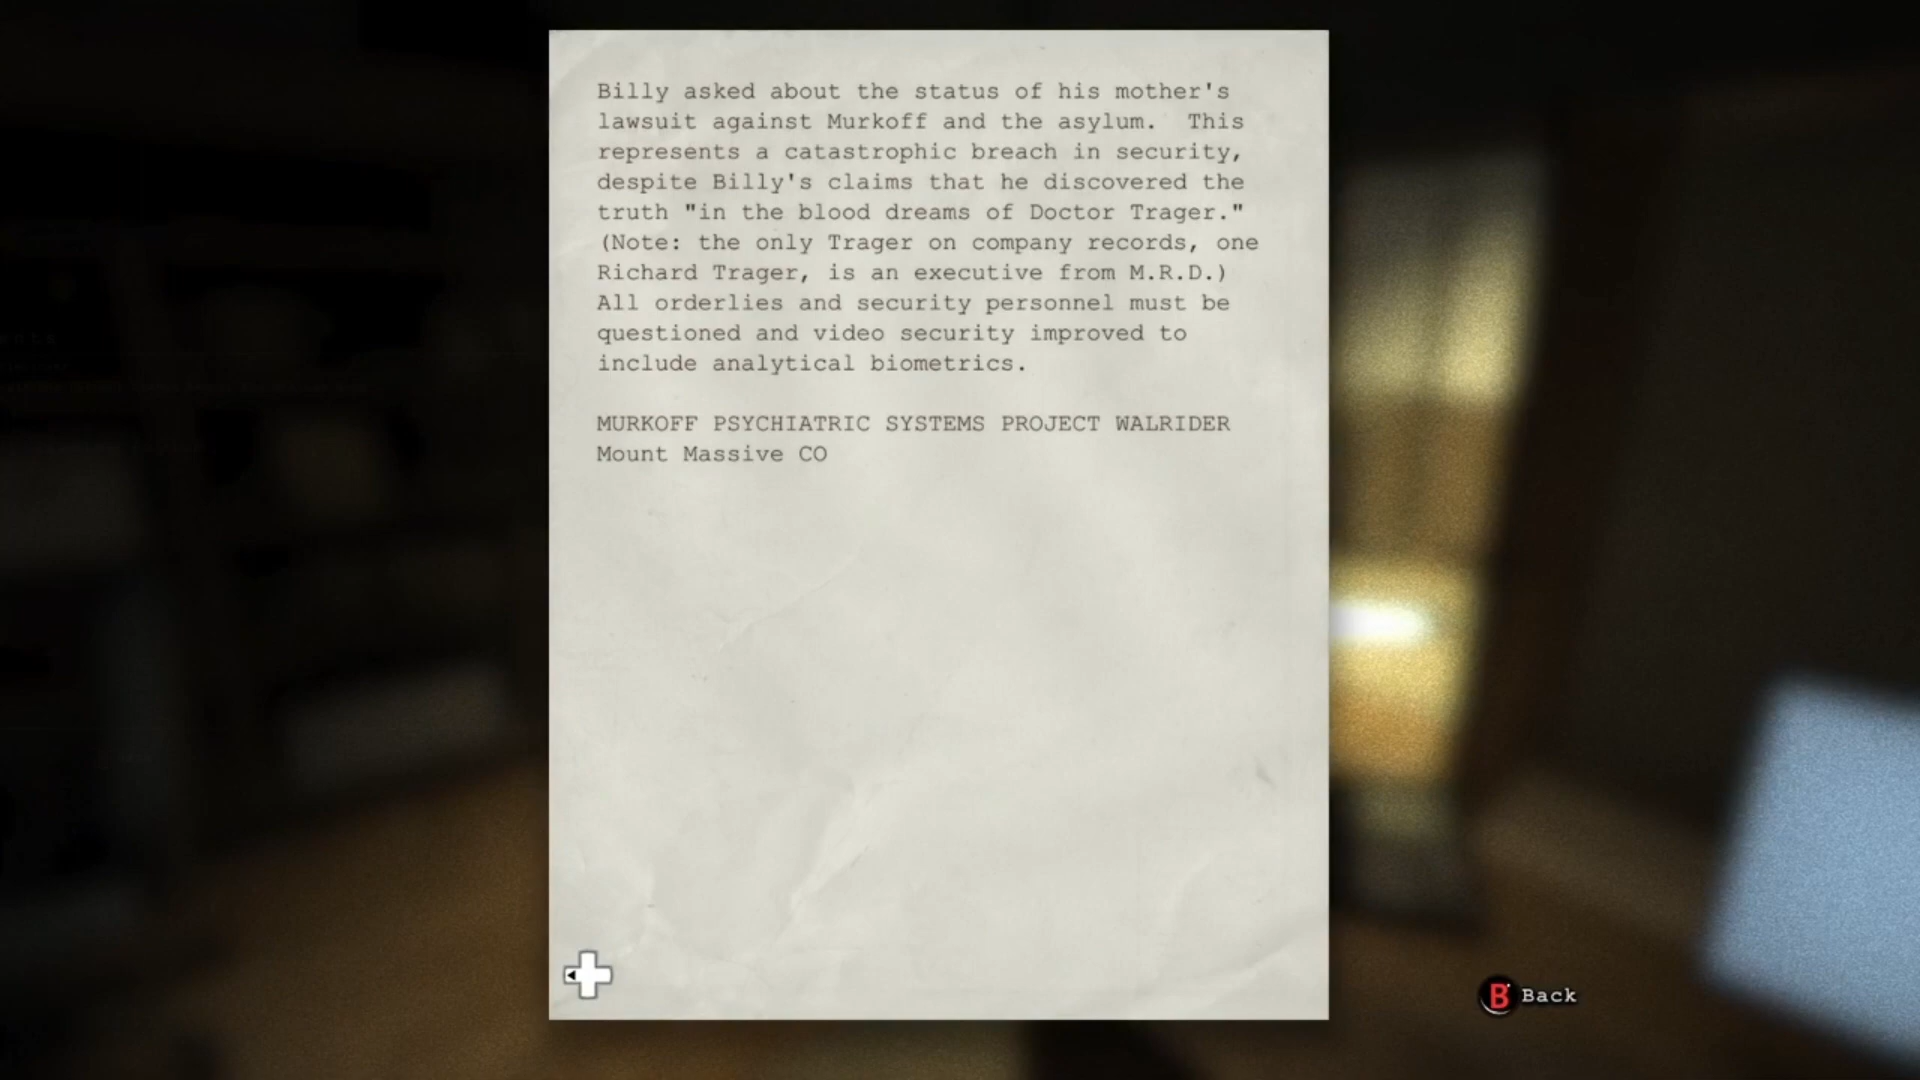 Billy asked about the status of his mother's
lawsuit against Murkoff and the asylum.  This
represents a catastrophic breach in security,
despite Billy's claims that he discovered the
truth "in the blood dreams of Doctor Trager."
(Note: the only Trager on company records, one
Richard Trager, is an executive from M.R.D.)
All orderlies and security personnel must be
questioned and video security improved to
include analytical biometrics.
MURKOFF PSYCHIATRIC SYSTEMS PROJECT WALRIDER
Mount Massive CO
B Back